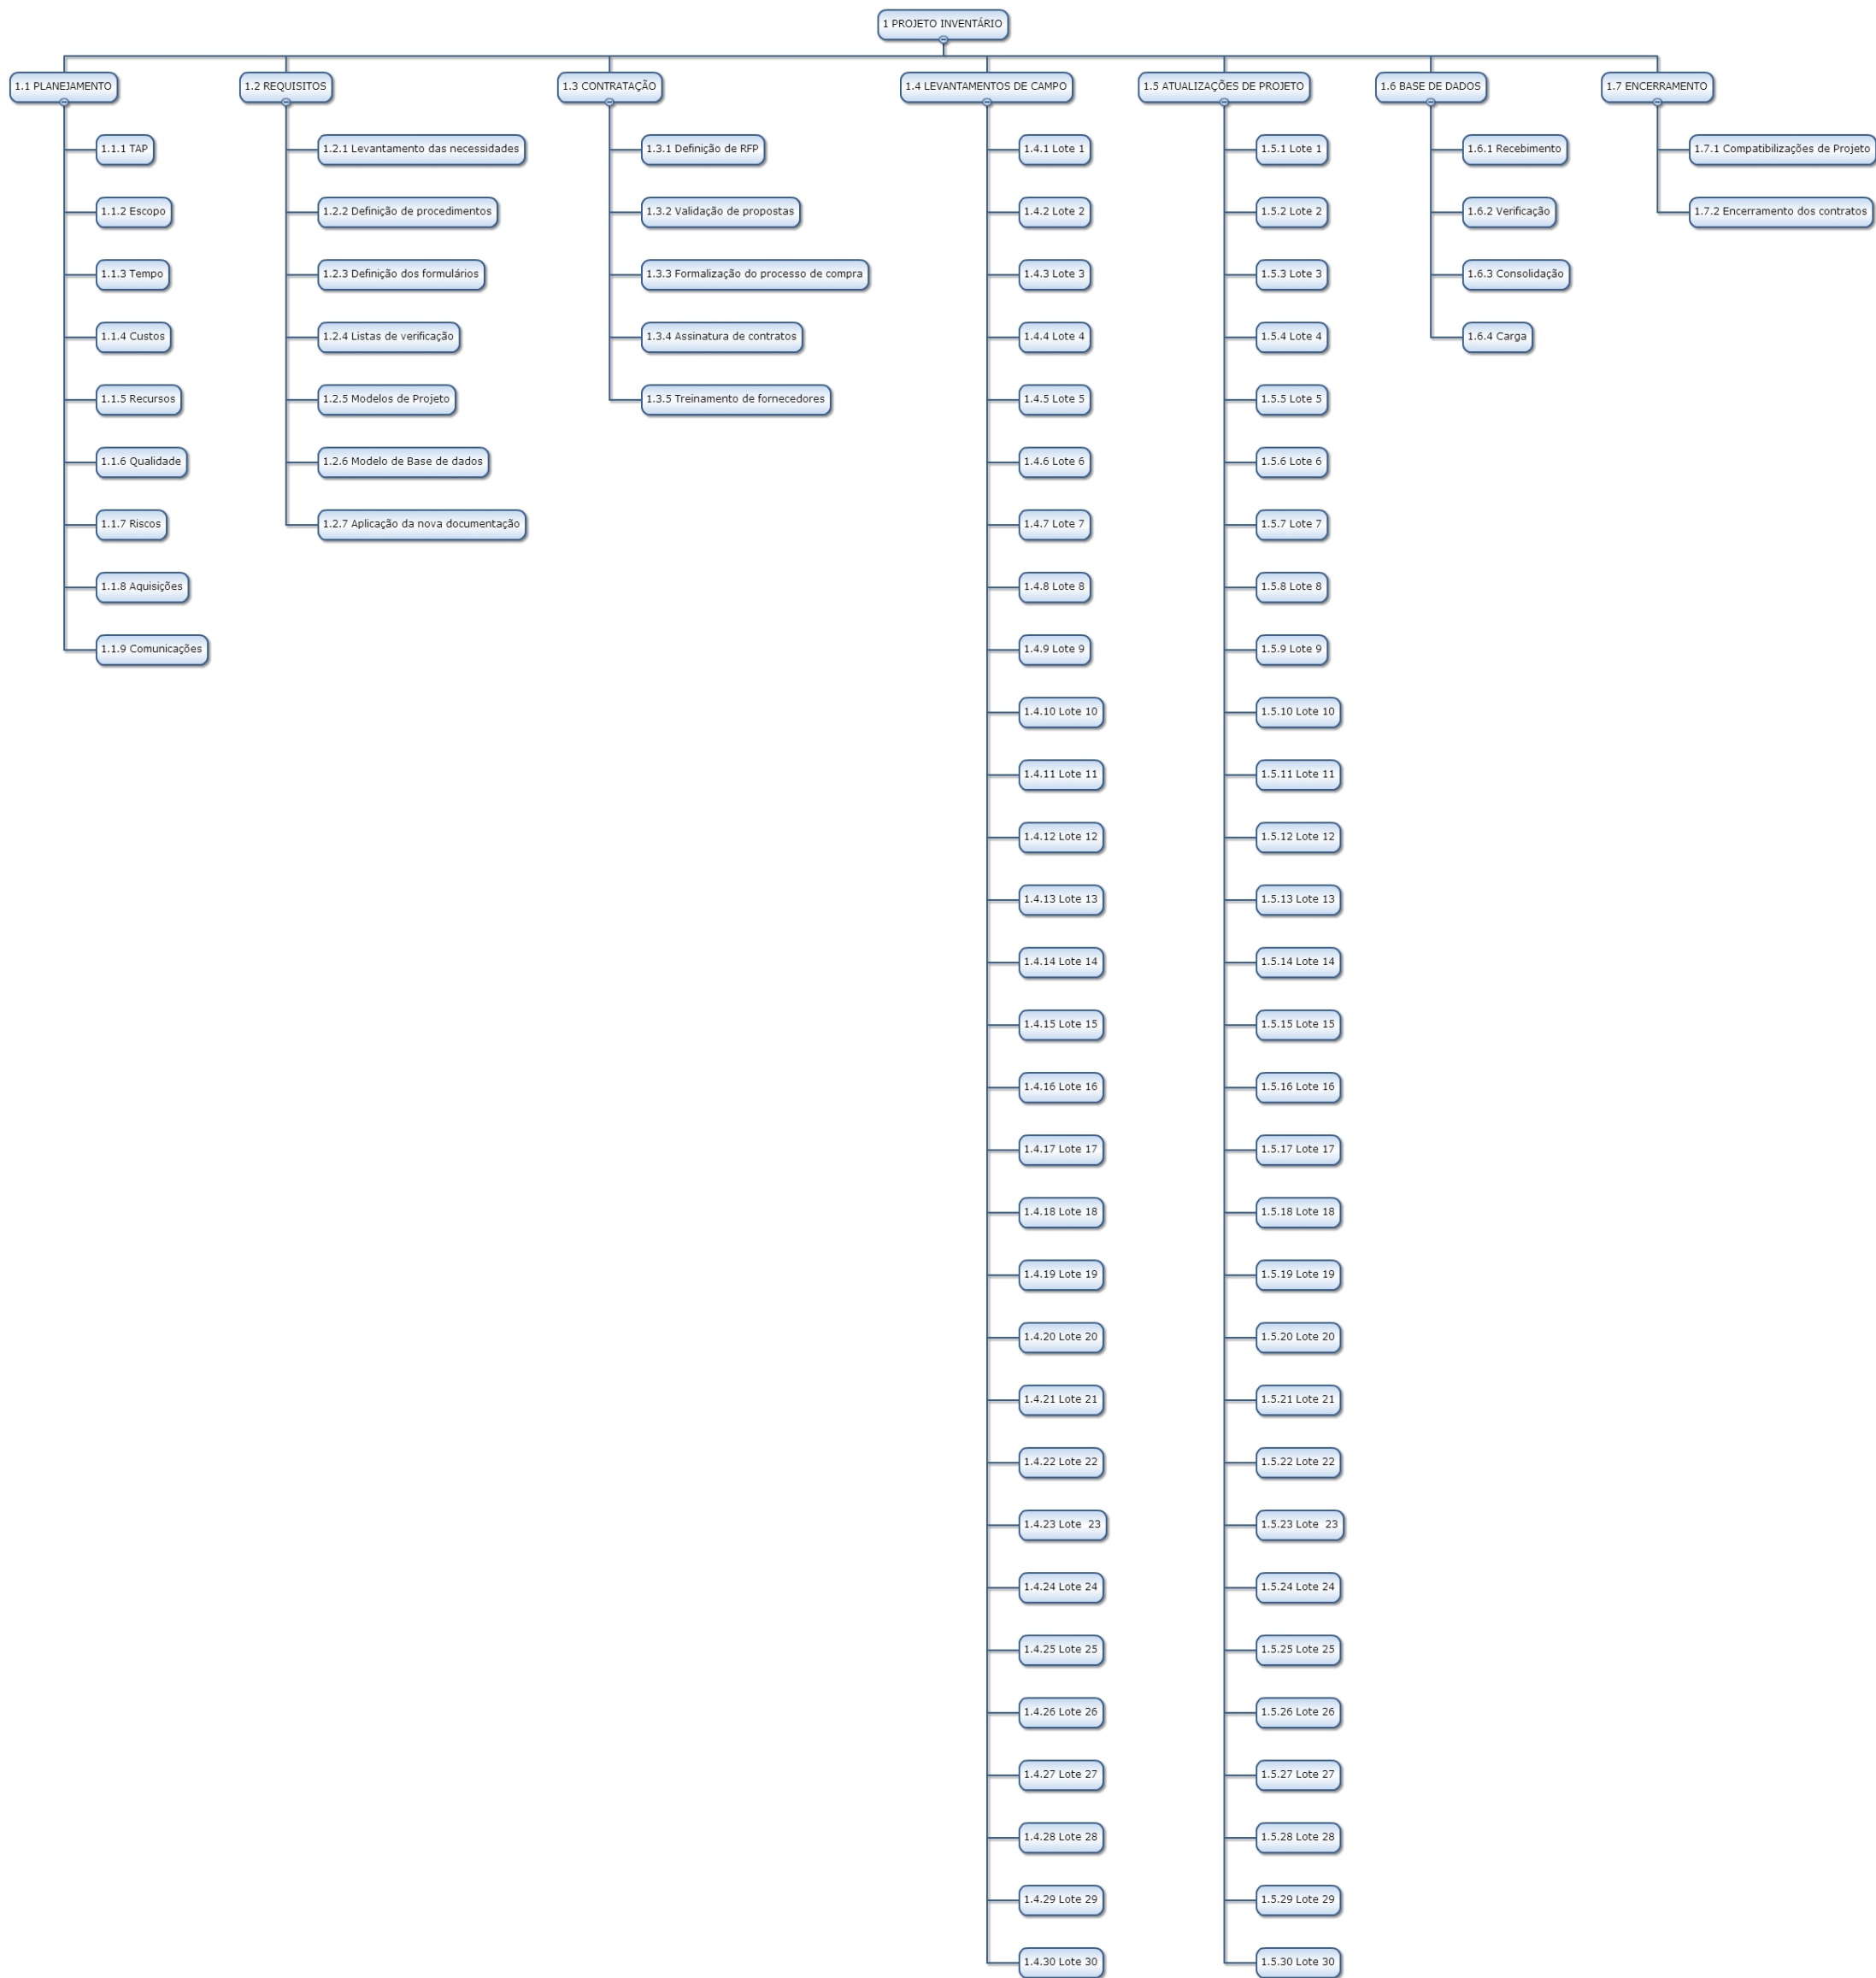 1 PROJETO INVENTÁRIO
1.1 PLANEJAMENTO
1.1.1 TAP
1.1.2 Escopo
1.1.3 Tempo
1.1.4 Custos
1.1.5 Recursos
1.1.6 Qualidade
1.1.7 Riscos
1.1.8 Aquisições
1.1.9 Comunicações
1.2 REQUISITOS
1.2.1 Levantamento das necessidades
1.2.2 Definição de procedimentos
1.2.3 Definição dos formulários
1.2.4 Listas de verificação
1.2.5 Modelos de Projeto
1.2.6 Modelo de Base de dados
1.2.7 Aplicação da nova documentação
1.3 CONTRATAÇÃO
1.3.1 Definição de RFP
1.3.2 Validação de propostas
1.3.3 Formalização do processo de compra
1.3.4 Assinatura de contratos
1.3.5 Treinamento de fornecedores
1.4 LEVANTAMENTOS DE CAMPO
1.4.1 Lote 1
1.4.2 Lote 2
1.4.3 Lote 3
1.4.4 Lote 4
1.4.5 Lote 5
1.4.6 Lote 6
1.4.7 Lote 7
1.4.8 Lote 8
1.4.9 Lote 9
1.4.10 Lote 10
1.4.11 Lote 11
1.4.12 Lote 12
1.4.13 Lote 13
1.4.14 Lote 14
1.4.15 Lote 15
1.4.16 Lote 16
1.4.17 Lote 17
1.4.18 Lote 18
1.4.19 Lote 19
1.4.20 Lote 20
1.4.21 Lote 21
1.4.22 Lote 22
1.4.23 Lote  23
1.4.24 Lote 24
1.4.25 Lote 25
1.4.26 Lote 26
1.4.27 Lote 27
1.4.28 Lote 28
1.4.29 Lote 29
1.4.30 Lote 30
1.5 ATUALIZAÇÕES DE PROJETO
1.5.1 Lote 1
1.5.2 Lote 2
1.5.3 Lote 3
1.5.4 Lote 4
1.5.5 Lote 5
1.5.6 Lote 6
1.5.7 Lote 7
1.5.8 Lote 8
1.5.9 Lote 9
1.5.10 Lote 10
1.5.11 Lote 11
1.5.12 Lote 12
1.5.13 Lote 13
1.5.14 Lote 14
1.5.15 Lote 15
1.5.16 Lote 16
1.5.17 Lote 17
1.5.18 Lote 18
1.5.19 Lote 19
1.5.20 Lote 20
1.5.21 Lote 21
1.5.22 Lote 22
1.5.23 Lote  23
1.5.24 Lote 24
1.5.25 Lote 25
1.5.26 Lote 26
1.5.27 Lote 27
1.5.28 Lote 28
1.5.29 Lote 29
1.5.30 Lote 30
1.6 BASE DE DADOS
1.6.1 Recebimento
1.6.2 Verificação
1.6.3 Consolidação
1.6.4 Carga
1.7 ENCERRAMENTO
1.7.1 Compatibilizações de Projeto
1.7.2 Encerramento dos contratos